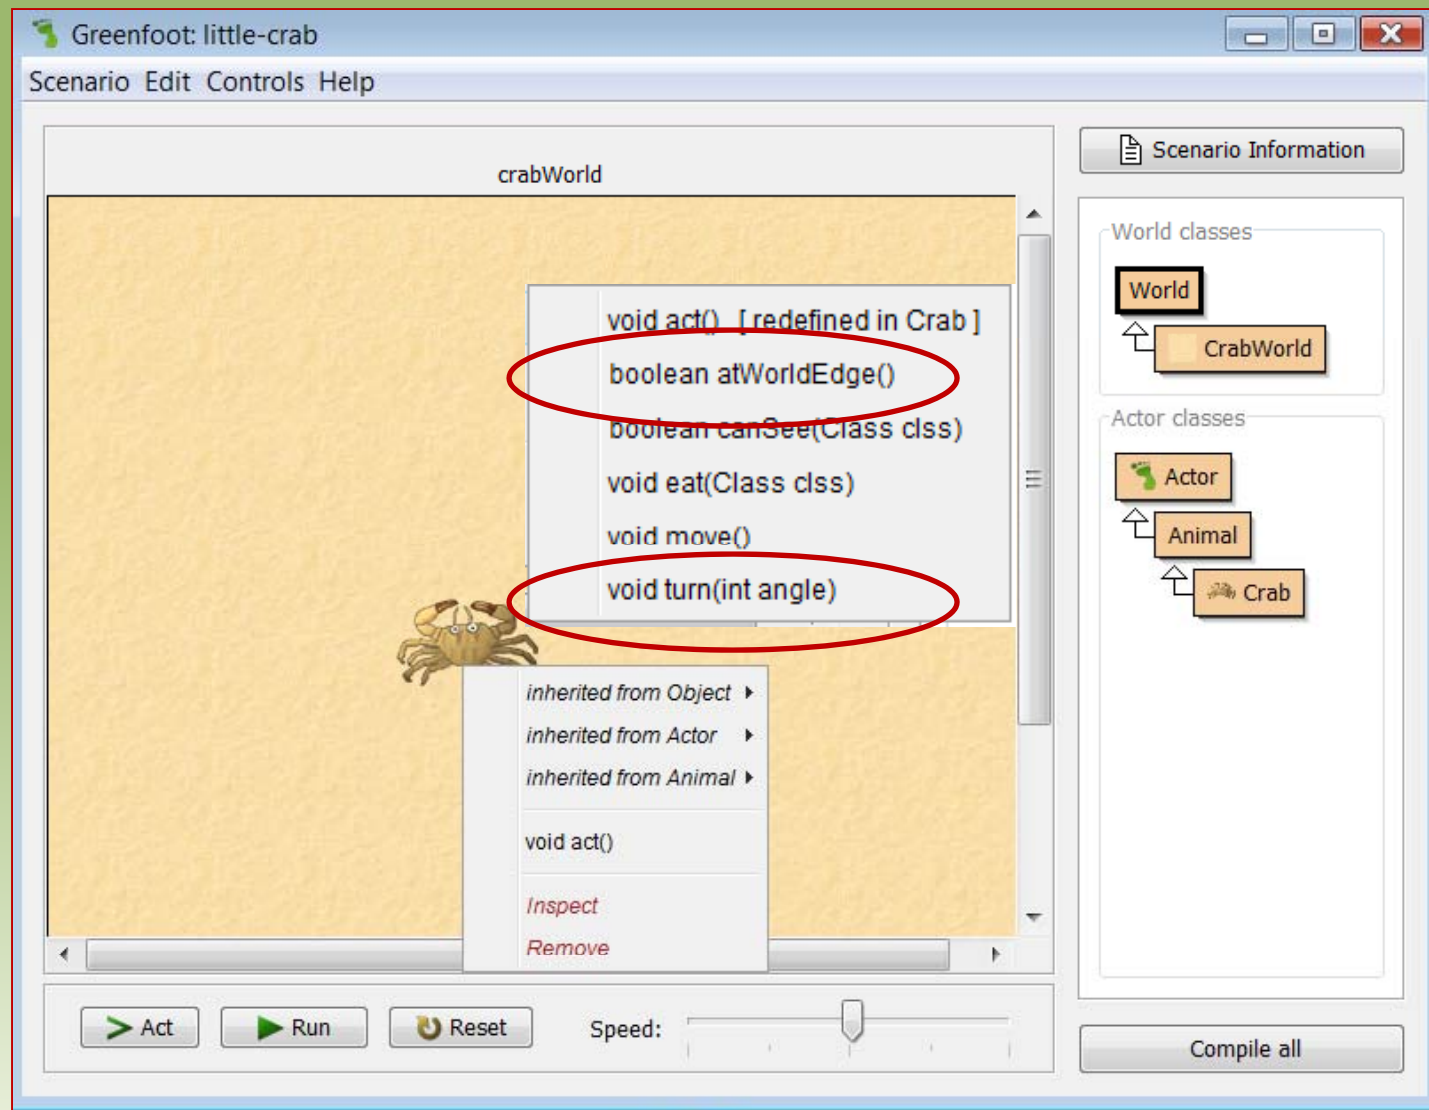 Greenfoot: little-crab
Scenario Edit Controls Help
crabWorld
void act() [ redefined in Crab ]
boolean atWorldEdge()
boolean canSee(Class clss)
void eat(Class clss)
void move()
void turn(int angle)
inherited from Object
inherited from Actor
inherited from Animal
void act()
Inspect
Remove
Act
Run
Reset
Speed:
Scenario Information
World classes
World
CrabWorld
Actor classes
Actor
Animal
Crab
Compile all